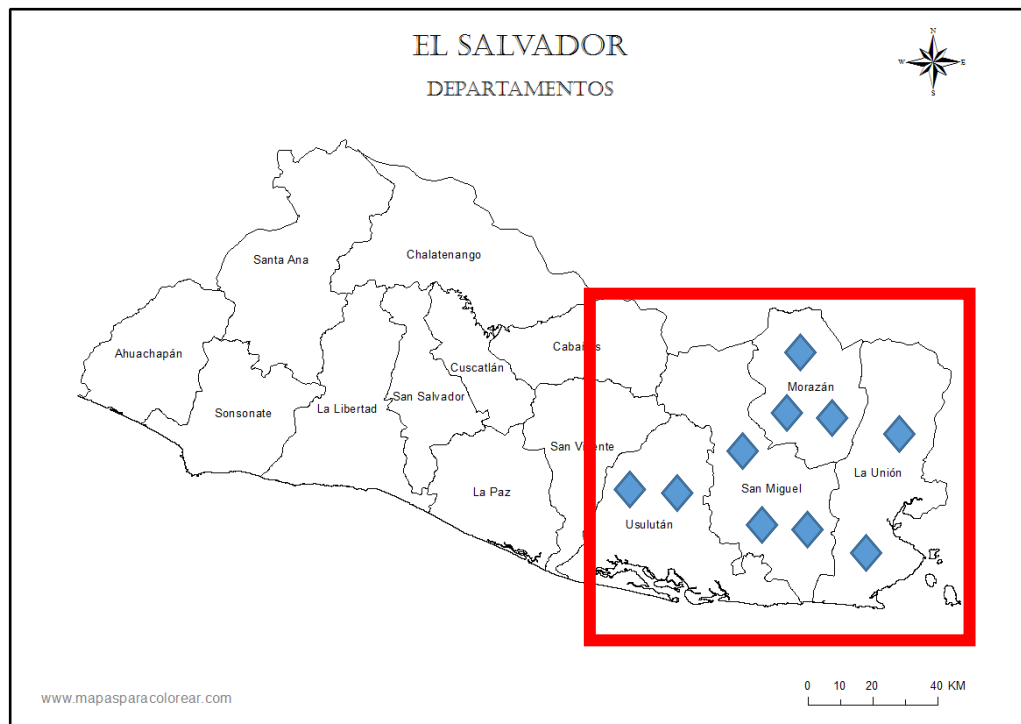 EL SALVADOR
DEPARTAMENTOS
N
W E
S
Santa Ana
Chalatenango
Ahuachapán
Cabañas
Cuscatlán
Morazán
Sonsonate
La Libertad
San Salvador
San Vicente
La Unión
La Paz
San Miguel
Usulután
www.mapasparacolorear.com
0 10 20 40 KM